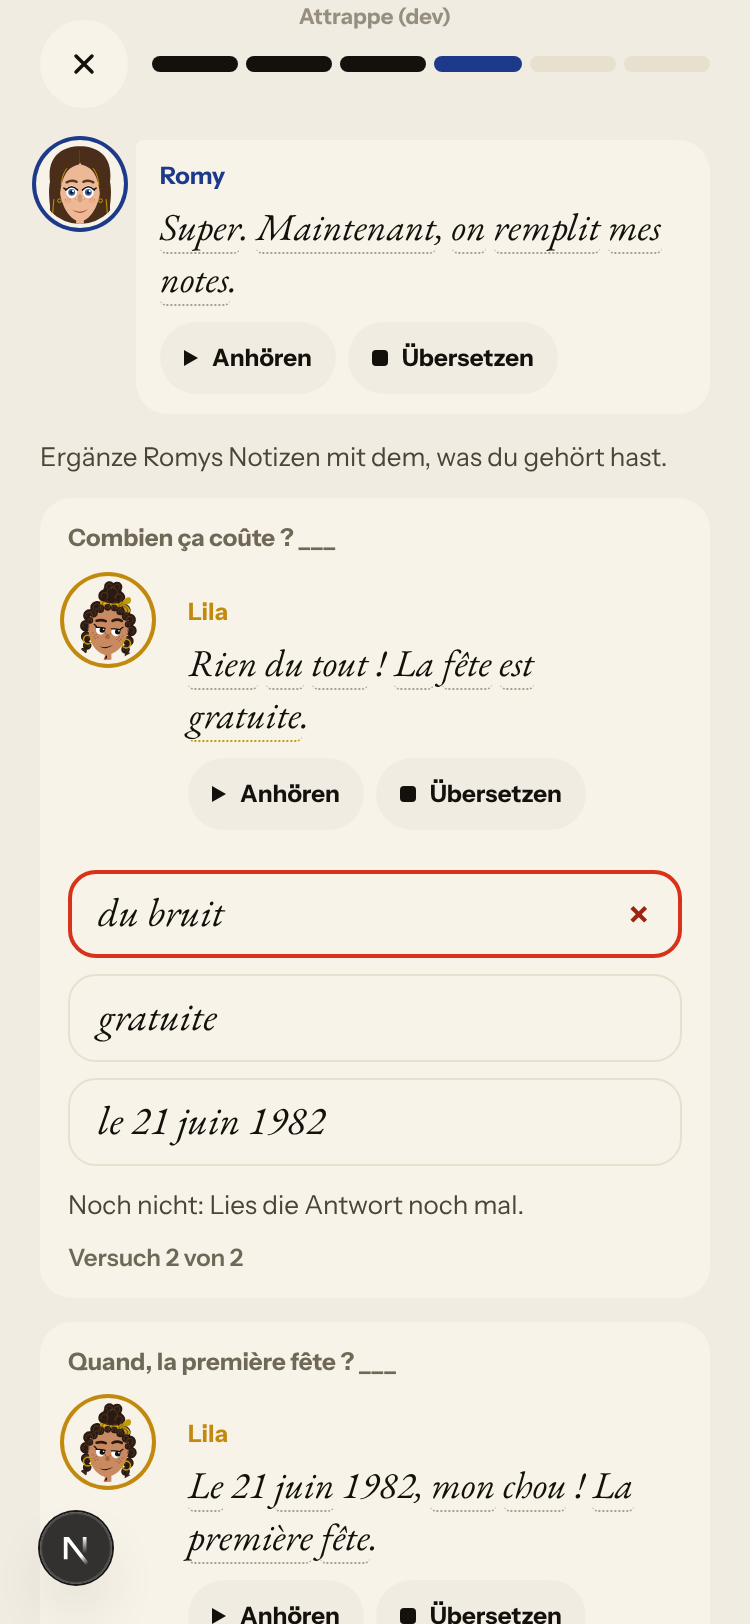 Attrappe (dev)
Romy
Super. Maintenant, on remplit mes
notes.
Anhören
Übersetzen
Ergänze Romys Notizen mit dem, was du gehört hast.
Combien ça coûte ? ___
Lila
Rien du tout ! La fête est
gratuite.
Anhören
Übersetzen
du bruit
gratuite
le 21 juin 1982
Noch nicht: Lies die Antwort noch mal.
Versuch 2 von 2
Quand, la première fête ? ___
Lila
Le 21 juin 1982, mon chou ! La
première fête.
N
Anhören
Übersetzen